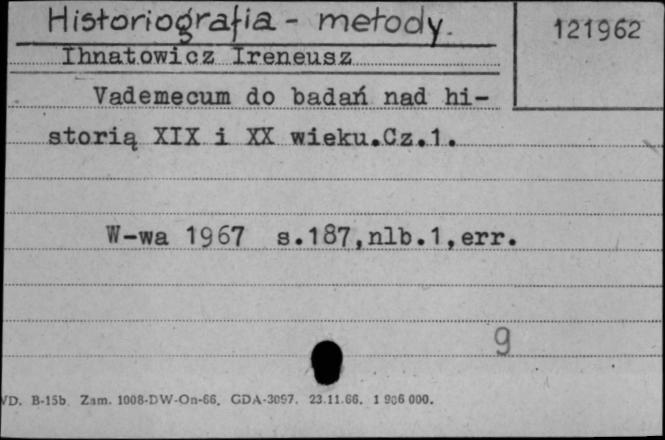 Historiografia - metody.
121962
Ihnatowicz Ireneusz
Vademecum do badań nad hi-
storią XIX i XX wieku.Cz.1.
W-wa 1967 s.187,nlb.1,err.
9
VD. B-15b. Zam. 1008-DW-On-66. GDA-3097. 23.11.66. 1 906 000.